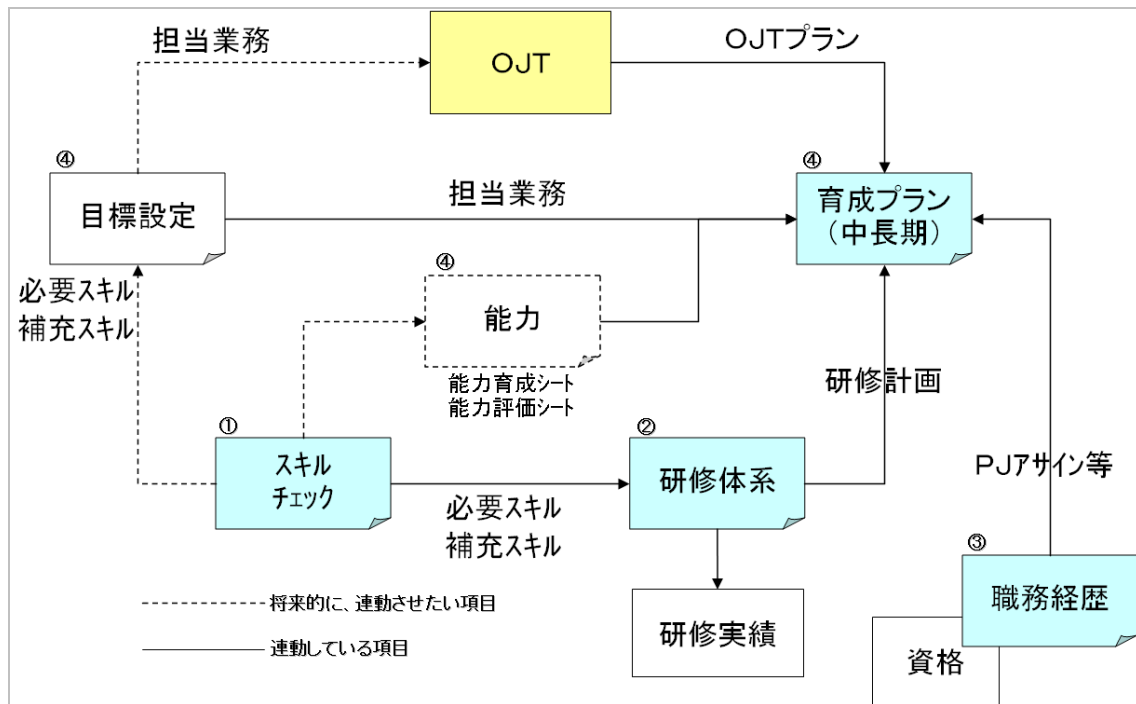 担当業務
OJT
OJTプラン
④
目標設定
担当業務
④
育成プラン
（中長期）
必要スキル
補充スキル
④
能力
能力育成シート
能力評価シート
研修計画
①
スキル
チェック
必要スキル
補充スキル
②
研修体系
PJアサイン等
③
職務経歴
資格
研修実績
将来的に、連動させたい項目
連動している項目